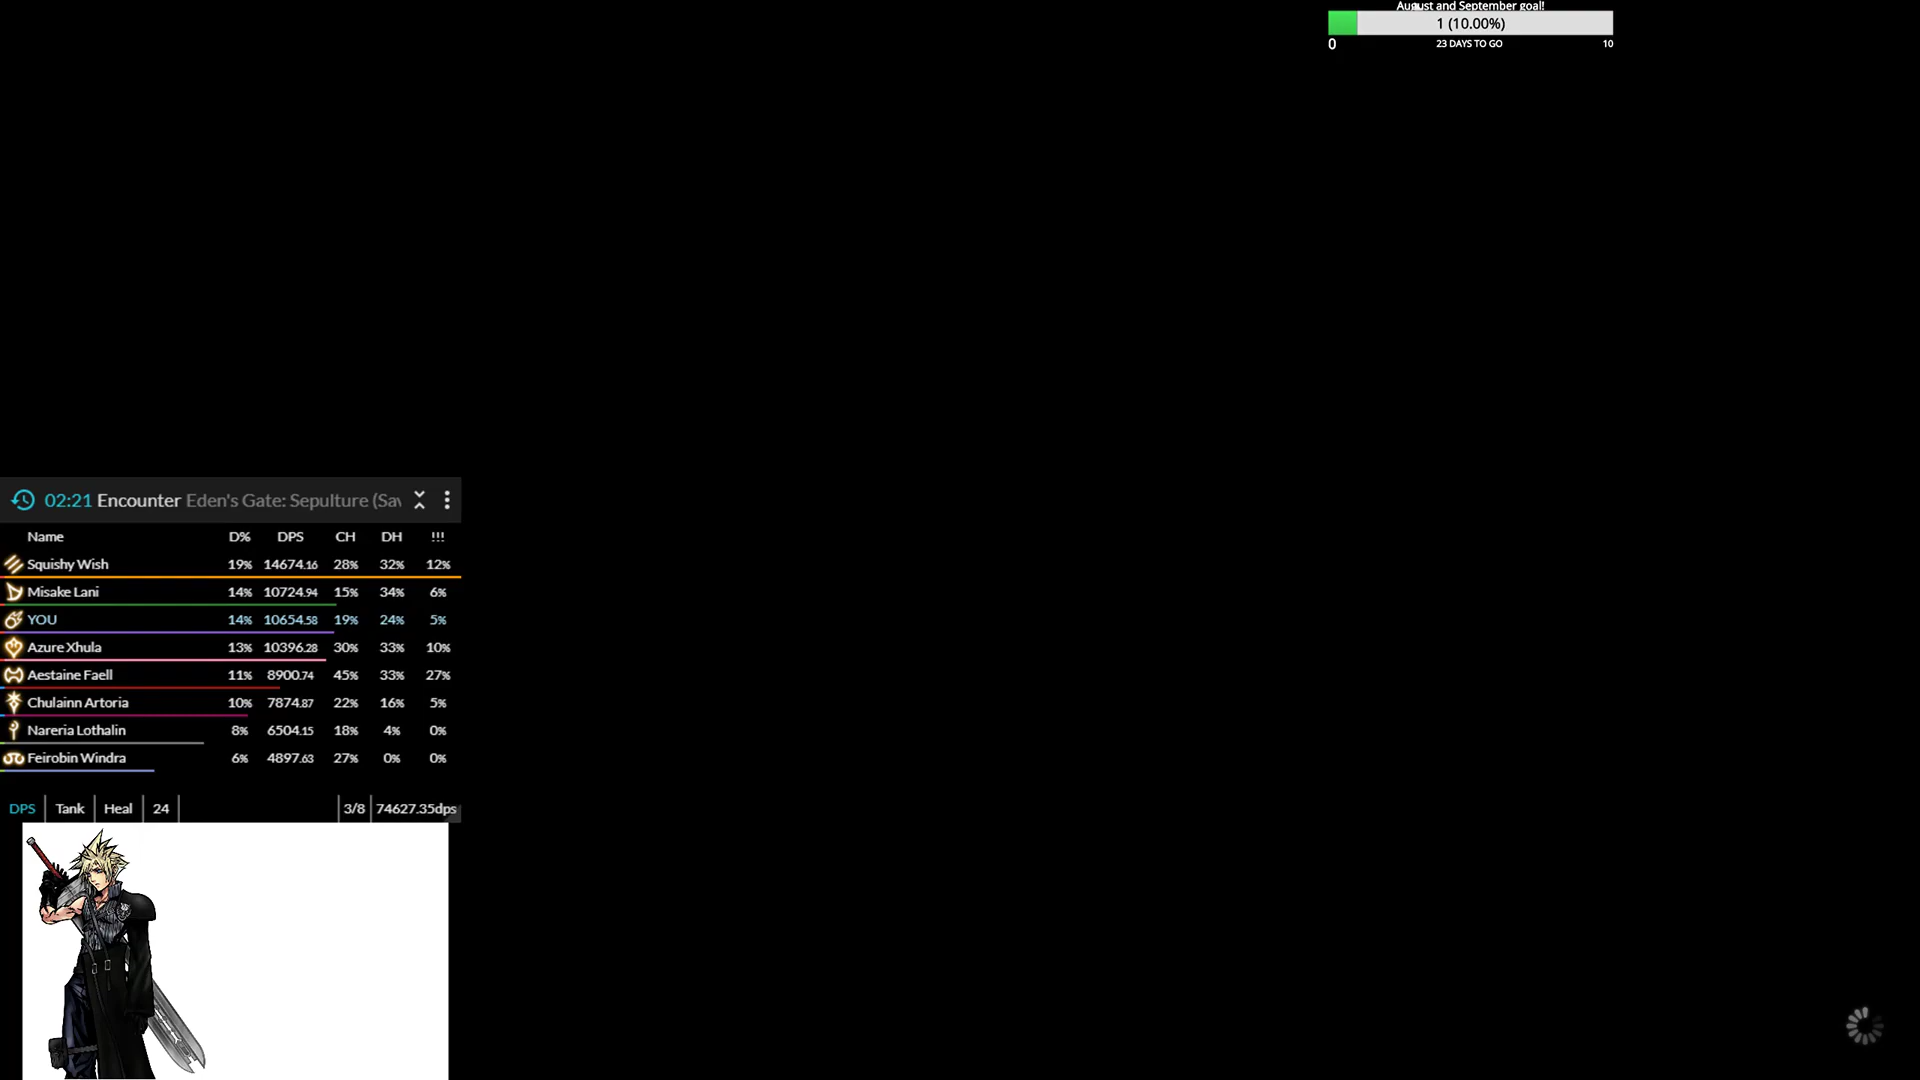 August and September goal!
1 (10.00%)
0 23 DAYS TO GO 10
02:21 Encounter Eden's Gate: Sepulture (Sav
Name D% DPS CH DH !!!
Squishy Wish 19% 14674.16 28% 32% 12%
Misake Lani 14% 10724.94 15% 34% 6%
YOU 14% 10654.58 19% 24% 5%
Azure Xhula 13% 10396.28 30% 33% 10%
Aestaine Faell 11% 8900.74 45% 33% 27%
Chulainn Artoria 10% 7874.87 22% 16% 5%
Nareria Lothalin 8% 6504.15 18% 4% 0%
Feirobin Windra 6% 4897.63 27% 0% 0%
DPS Tank Heal 24 3/8 74627.35dps